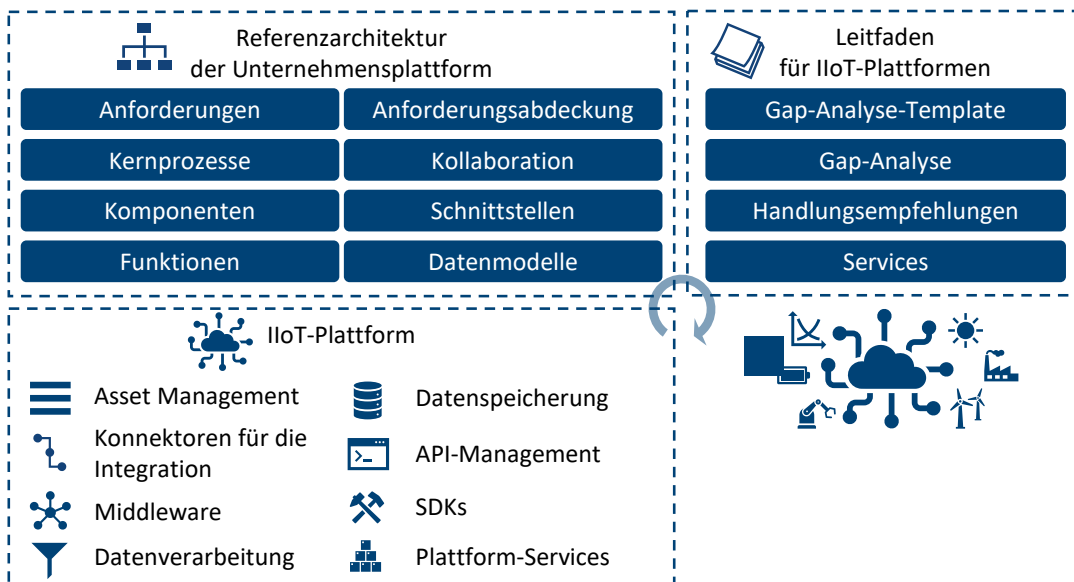 Referenzarchitektur
der Unternehmensplattform
Anforderungen
Anforderungsabdeckung
Kernprozesse
Kollaboration
Komponenten
Schnittstellen
Funktionen
Datenmodelle
Leitfaden
für IIoT-Plattformen
Gap-Analyse-Template
Gap-Analyse
Handlungsempfehlungen
Services
IIoT-Plattform
Asset Management
Datenspeicherung
Konnektoren für die
Integration
API-Management
Middleware
SDKs
Datenverarbeitung
Plattform-Services